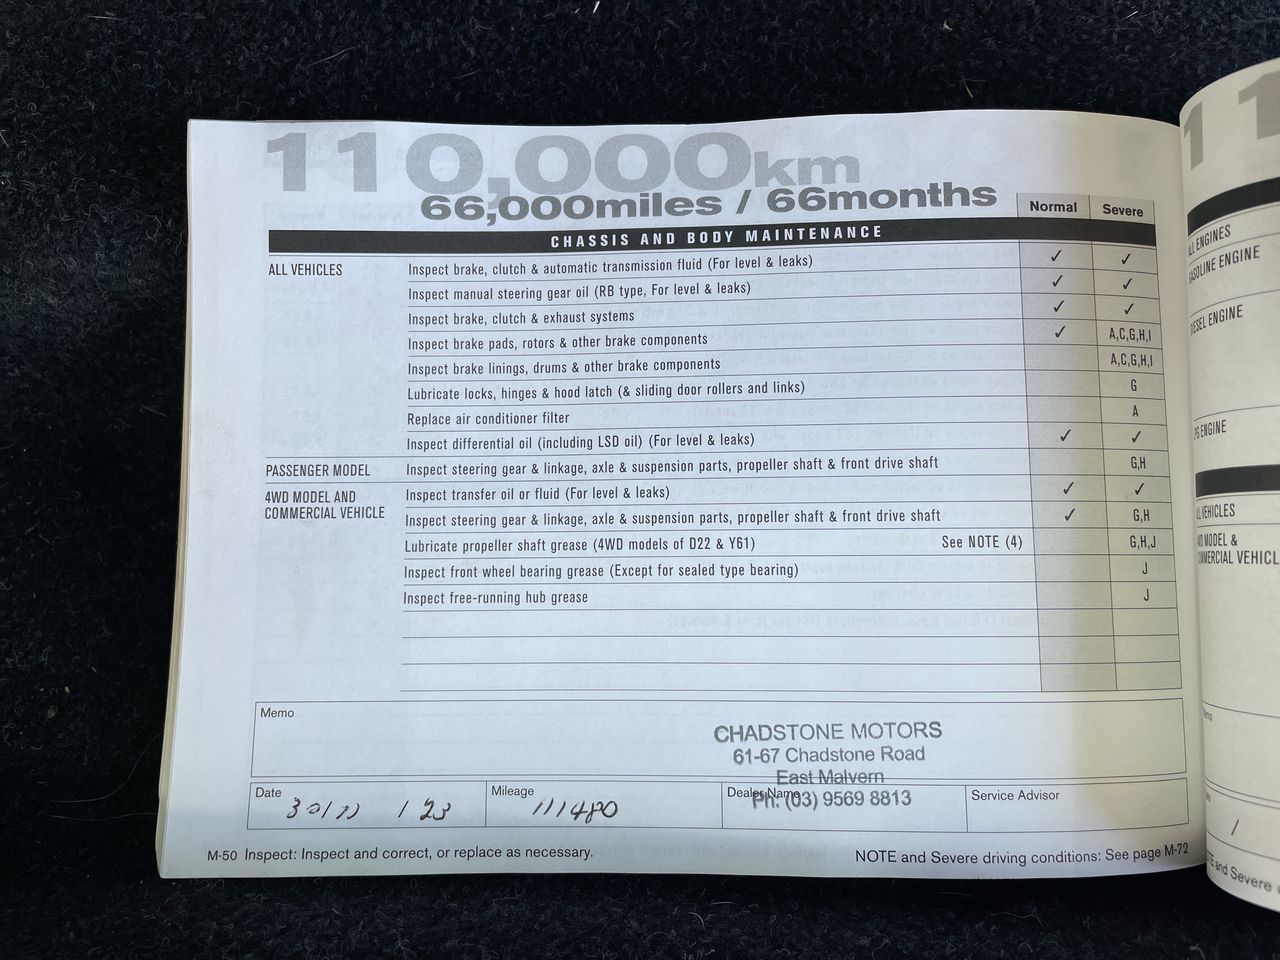 110,000km
66,000miles / 66months
Normal Severe
CHASSIS AND BODY MAINTENANCE
ALL VEHICLES Inspect brake, clutch & automatic transmission fluid (For level & leaks) ✓ ✓
Inspect manual steering gear oil (RB type, For level & leaks) ✓ ✓
Inspect brake, clutch & exhaust systems ✓ ✓
Inspect brake pads, rotors & other brake components ✓ A,C,G,H,I
Inspect brake linings, drums & other brake components A,C,G,H,I
Lubricate locks, hinges & hood latch (& sliding door rollers and links) G
Replace air conditioner filter A
Inspect differential oil (including LSD oil) (For level & leaks) ✓ ✓
PASSENGER MODEL Inspect steering gear & linkage, axle & suspension parts, propeller shaft & front drive shaft G,H
4WD MODEL AND Inspect transfer oil or fluid (For level & leaks) ✓ ✓
COMMERCIAL VEHICLE Inspect steering gear & linkage, axle & suspension parts, propeller shaft & front drive shaft ✓ G,H
Lubricate propeller shaft grease (4WD models of D22 & Y61) See NOTE (4) G,H,J
Inspect front wheel bearing grease (Except for sealed type bearing) J
Inspect free-running hub grease J
Memo
CHADSTONE MOTORS
61-67 Chadstone Road
East Malvern
Ph: (03) 9569 8813
Date Mileage Dealer Name Service Advisor
111480
M-50 Inspect: Inspect and correct, or replace as necessary.
NOTE and Severe driving conditions: See page M-72
1 1
ENGINES
ENGINE
ENGINE
ENGINE
VEHICLES
MODEL &
and Severe